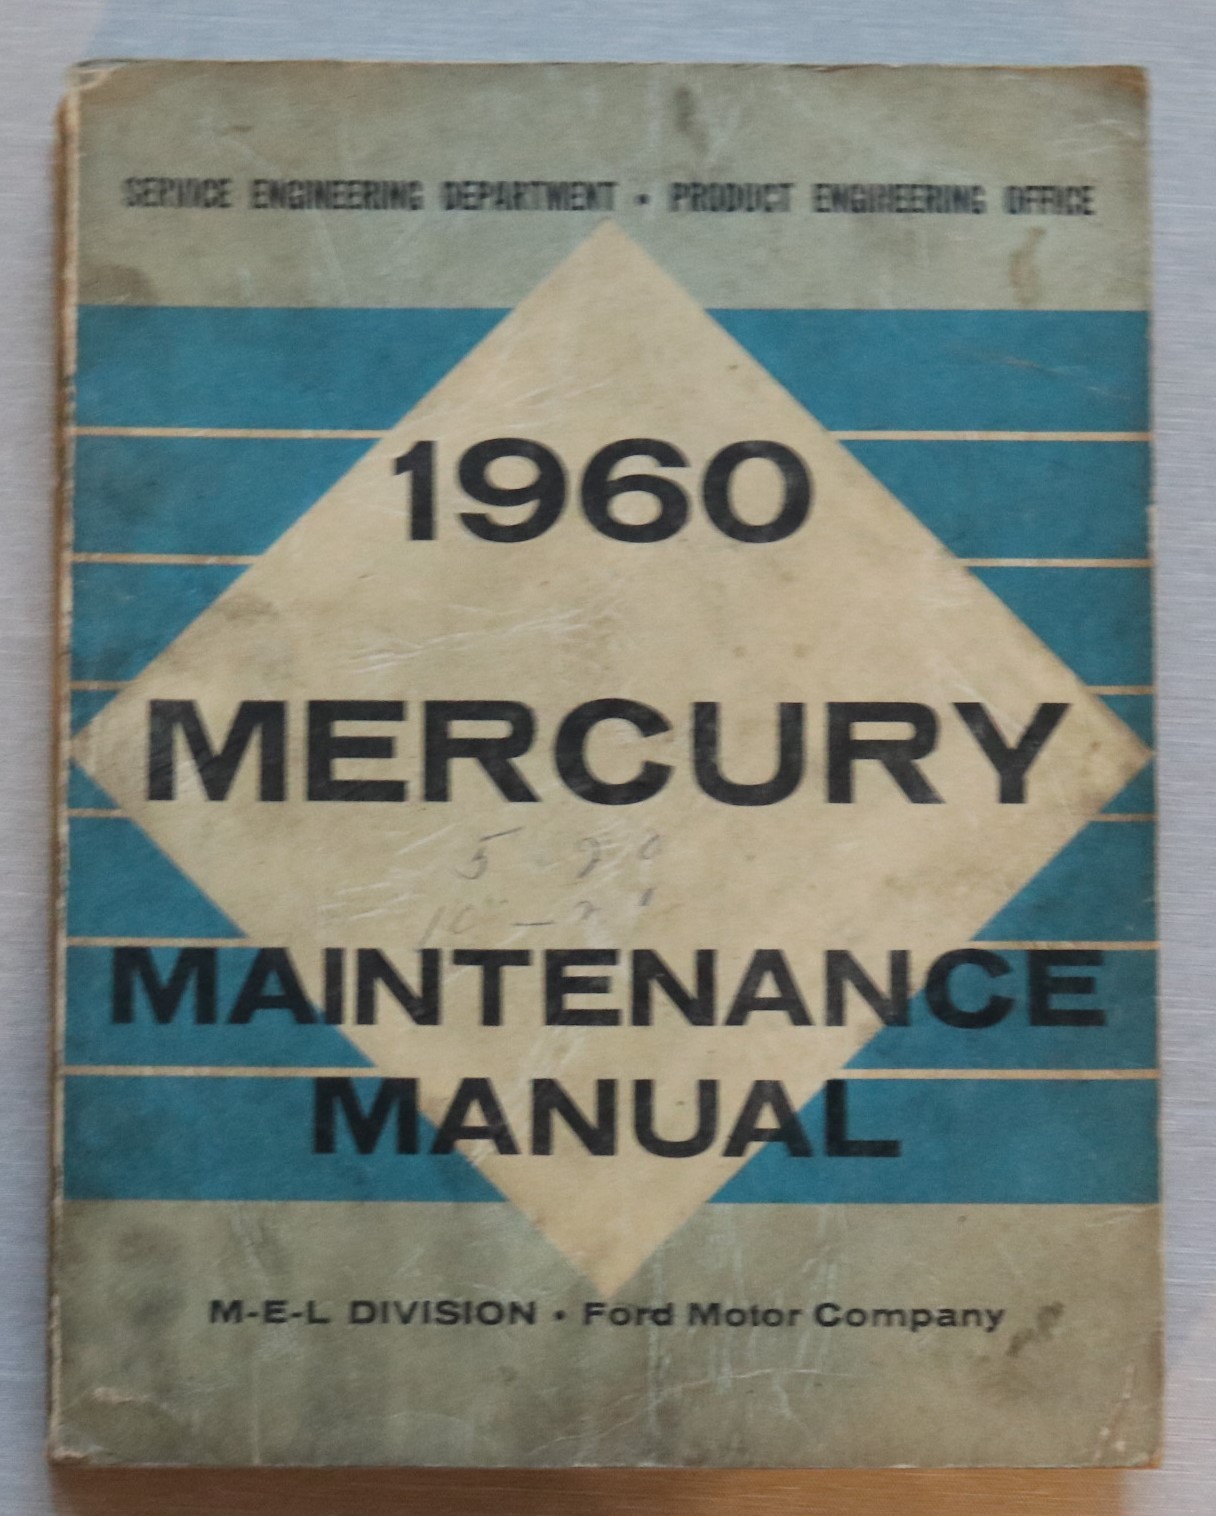 SERVICE ENGINEERING DEPARTMENT • PRODUCT ENGINEERING OFFICE
1960
MERCURY
MAINTENANCE
MANUAL
M-E-L DIVISION • Ford Motor Company